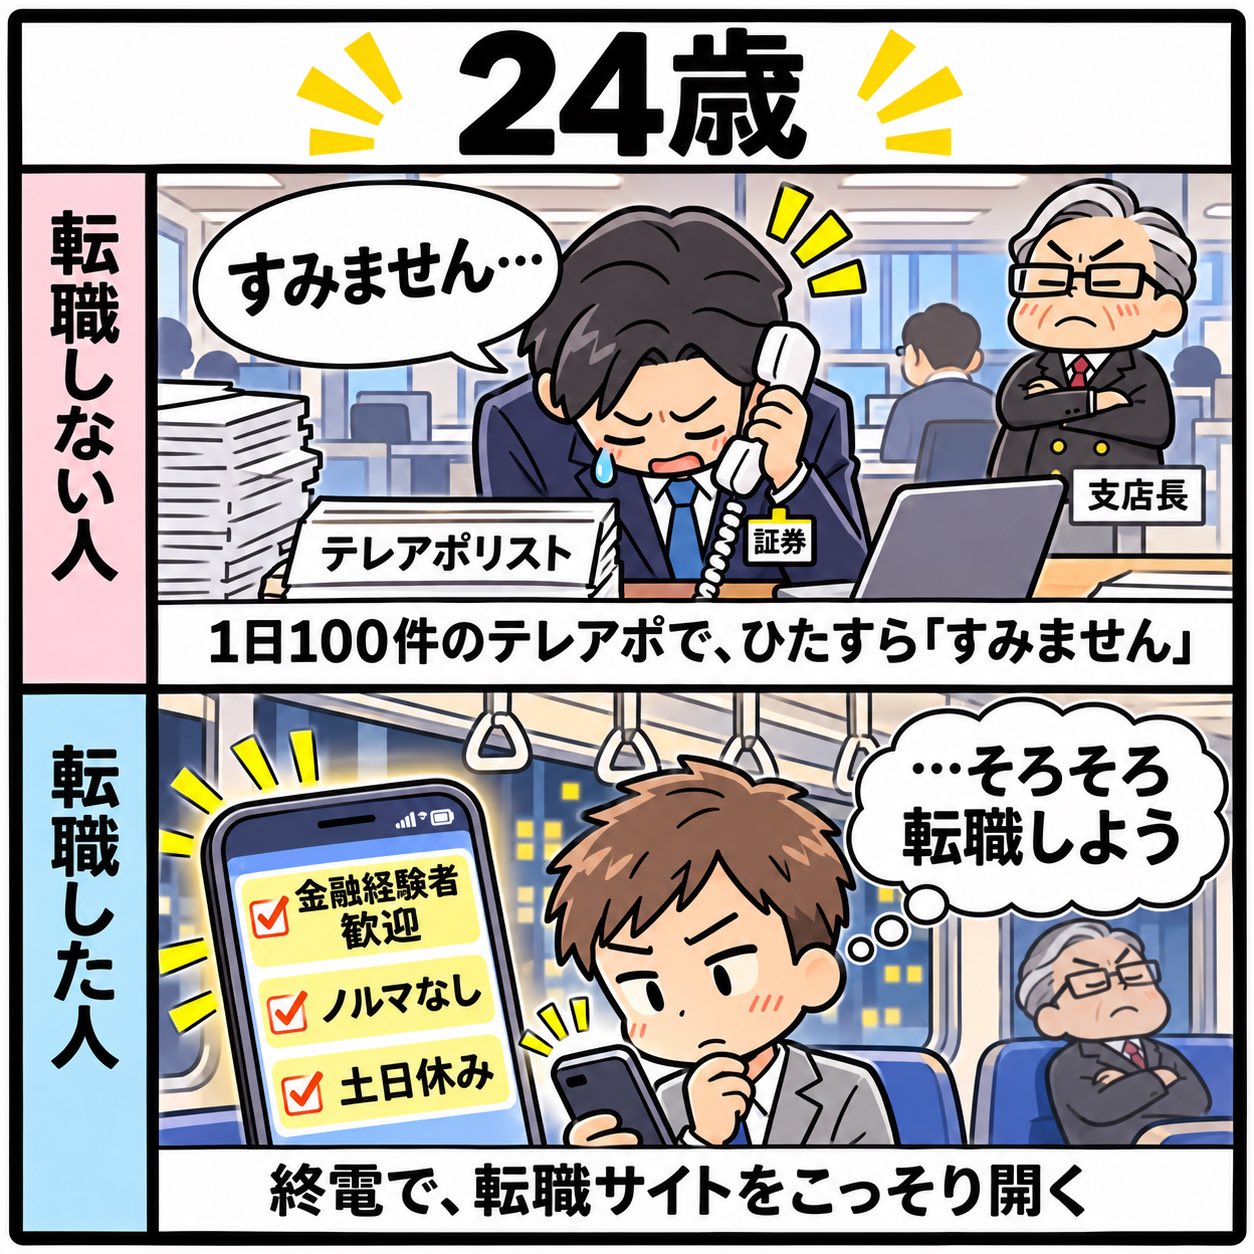 24歳
転職しない人
すみません…
テレアポリスト
証券
支店長
1日100件のテレアポで、ひたすら「すみません」
転職した人
…そろそろ
転職しよう
金融経験者
歓迎
ノルマなし
土日休み
終電で、転職サイトをこっそり開く